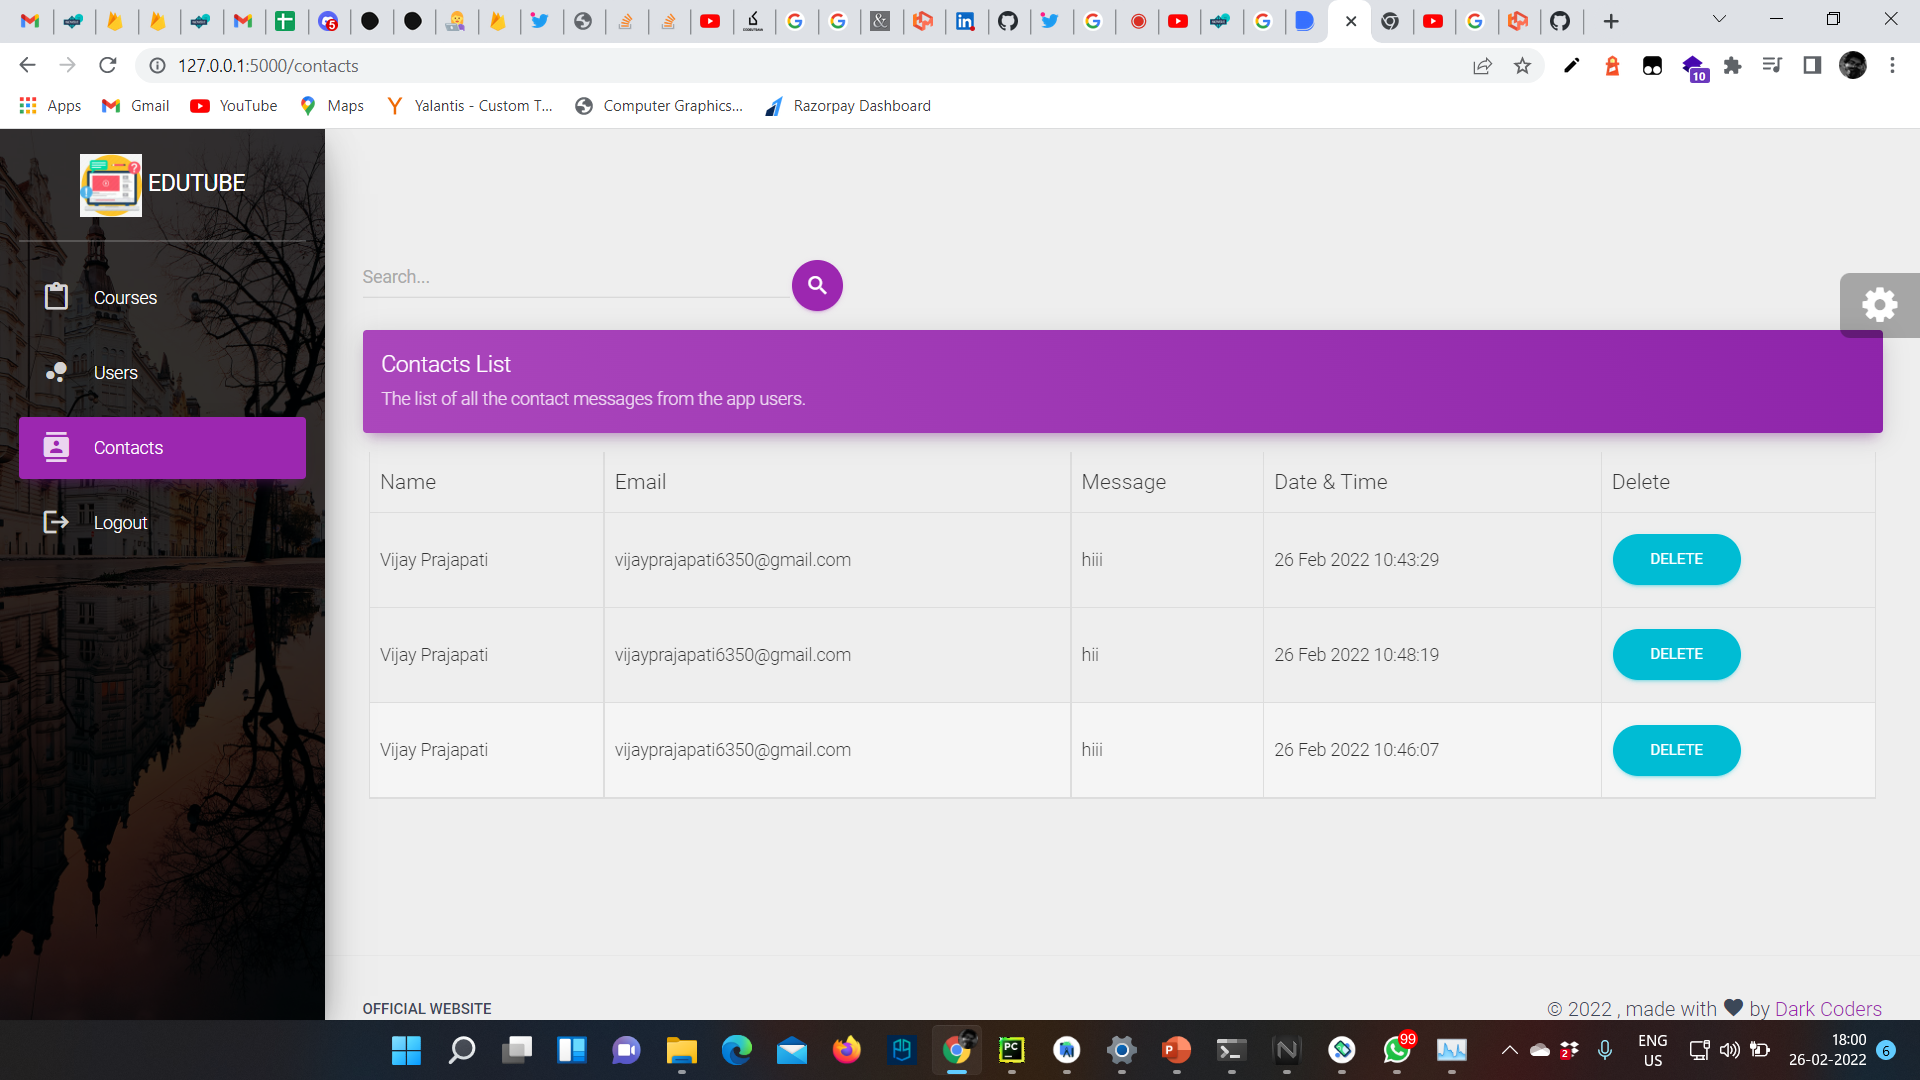 127.0.0.1:5000/contacts
10
Apps
Gmail
YouTube
Maps
Yalantis - Custom T...
Computer Graphics...
Razorpay Dashboard
EDUTUBE
Courses
Users
Contacts
Logout
Search...
Contacts List
The list of all the contact messages from the app users.
Name Email Message Date & Time Delete
Vijay Prajapati vijayprajapati6350@gmail.com hiii 26 Feb 2022 10:43:29 DELETE
Vijay Prajapati vijayprajapati6350@gmail.com hii 26 Feb 2022 10:48:19 DELETE
Vijay Prajapati vijayprajapati6350@gmail.com hiii 26 Feb 2022 10:46:07 DELETE
OFFICIAL WEBSITE
© 2022 , made with by Dark Coders
PC
P
99
2
ENG
US
18:00
26-02-2022
6